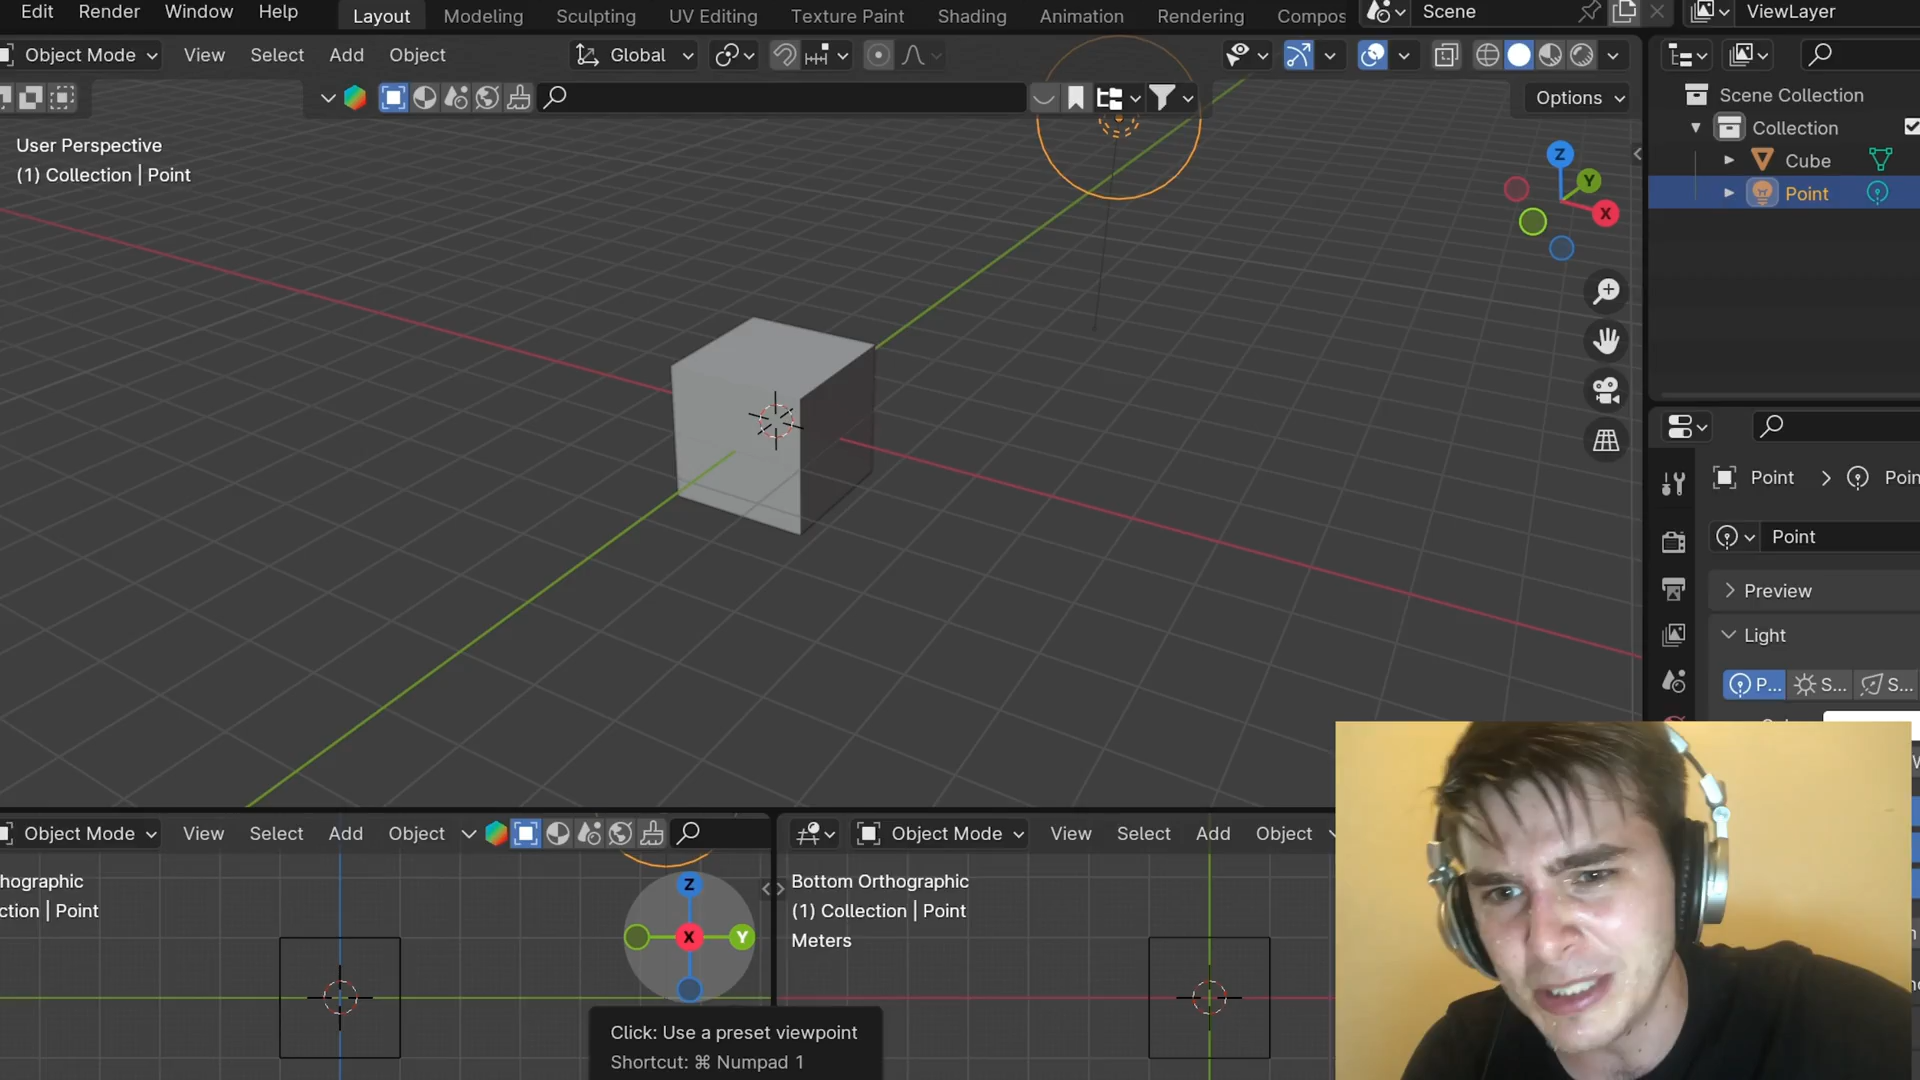 Edit Render Window Help Layout Modeling Sculpting UV Editing Texture Paint Shading Animation Rendering Compos Scene ViewLayer
Object Mode View Select Add Object Global
Options
Scene Collection
Collection
Cube
Point
User Perspective
(1) Collection | Point
Z
Y
X
Point > Poin
Point
Preview
Light
P... S... S...
Object Mode View Select Add Object
Object Mode View Select Add Object
hographic
ction | Point
Z
X
Y
Bottom Orthographic
(1) Collection | Point
Meters
Click: Use a preset viewpoint
Shortcut: ⌘ Numpad 1